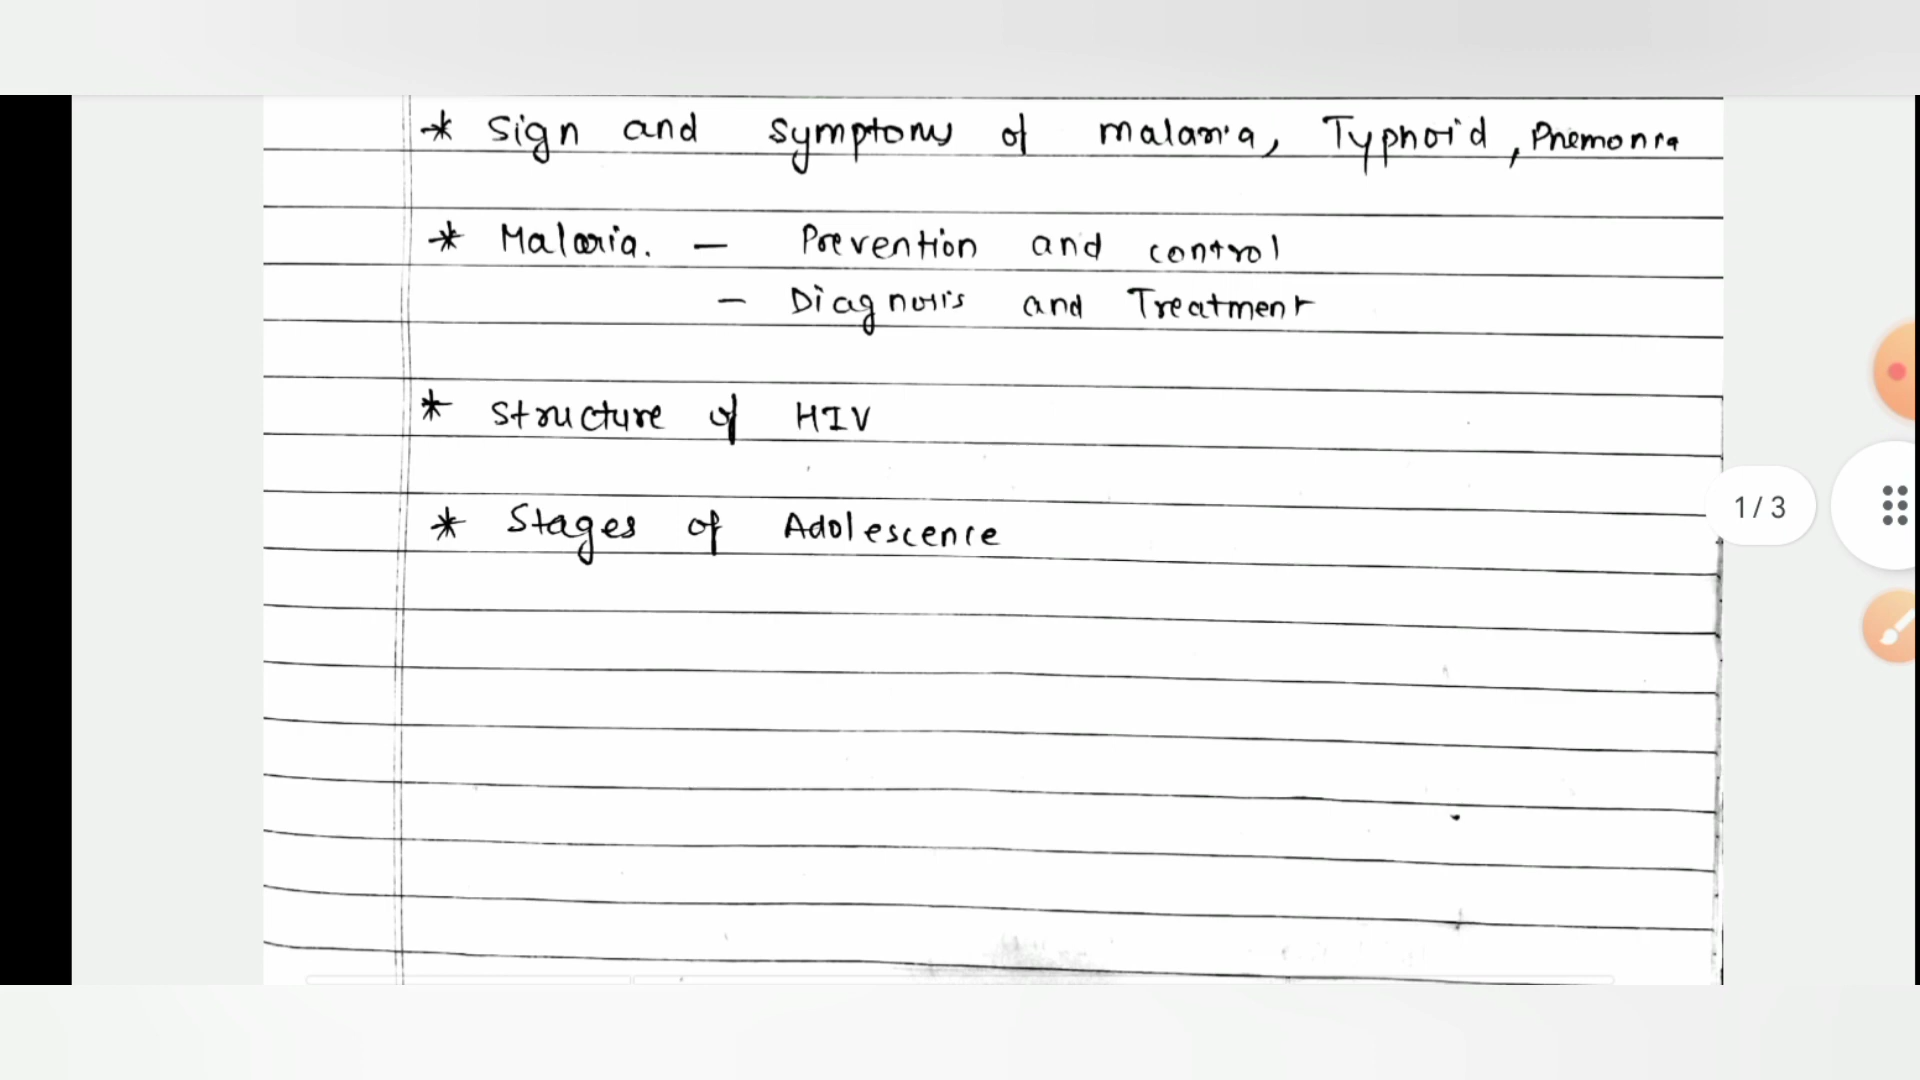 * Sign and symptoms of malaria, Typhoid, Pnemonia
* Malaria. - Prevention and control
- Diagnosis and Treatment
* Structure of HIV
* Stages of Adolescence
1/3